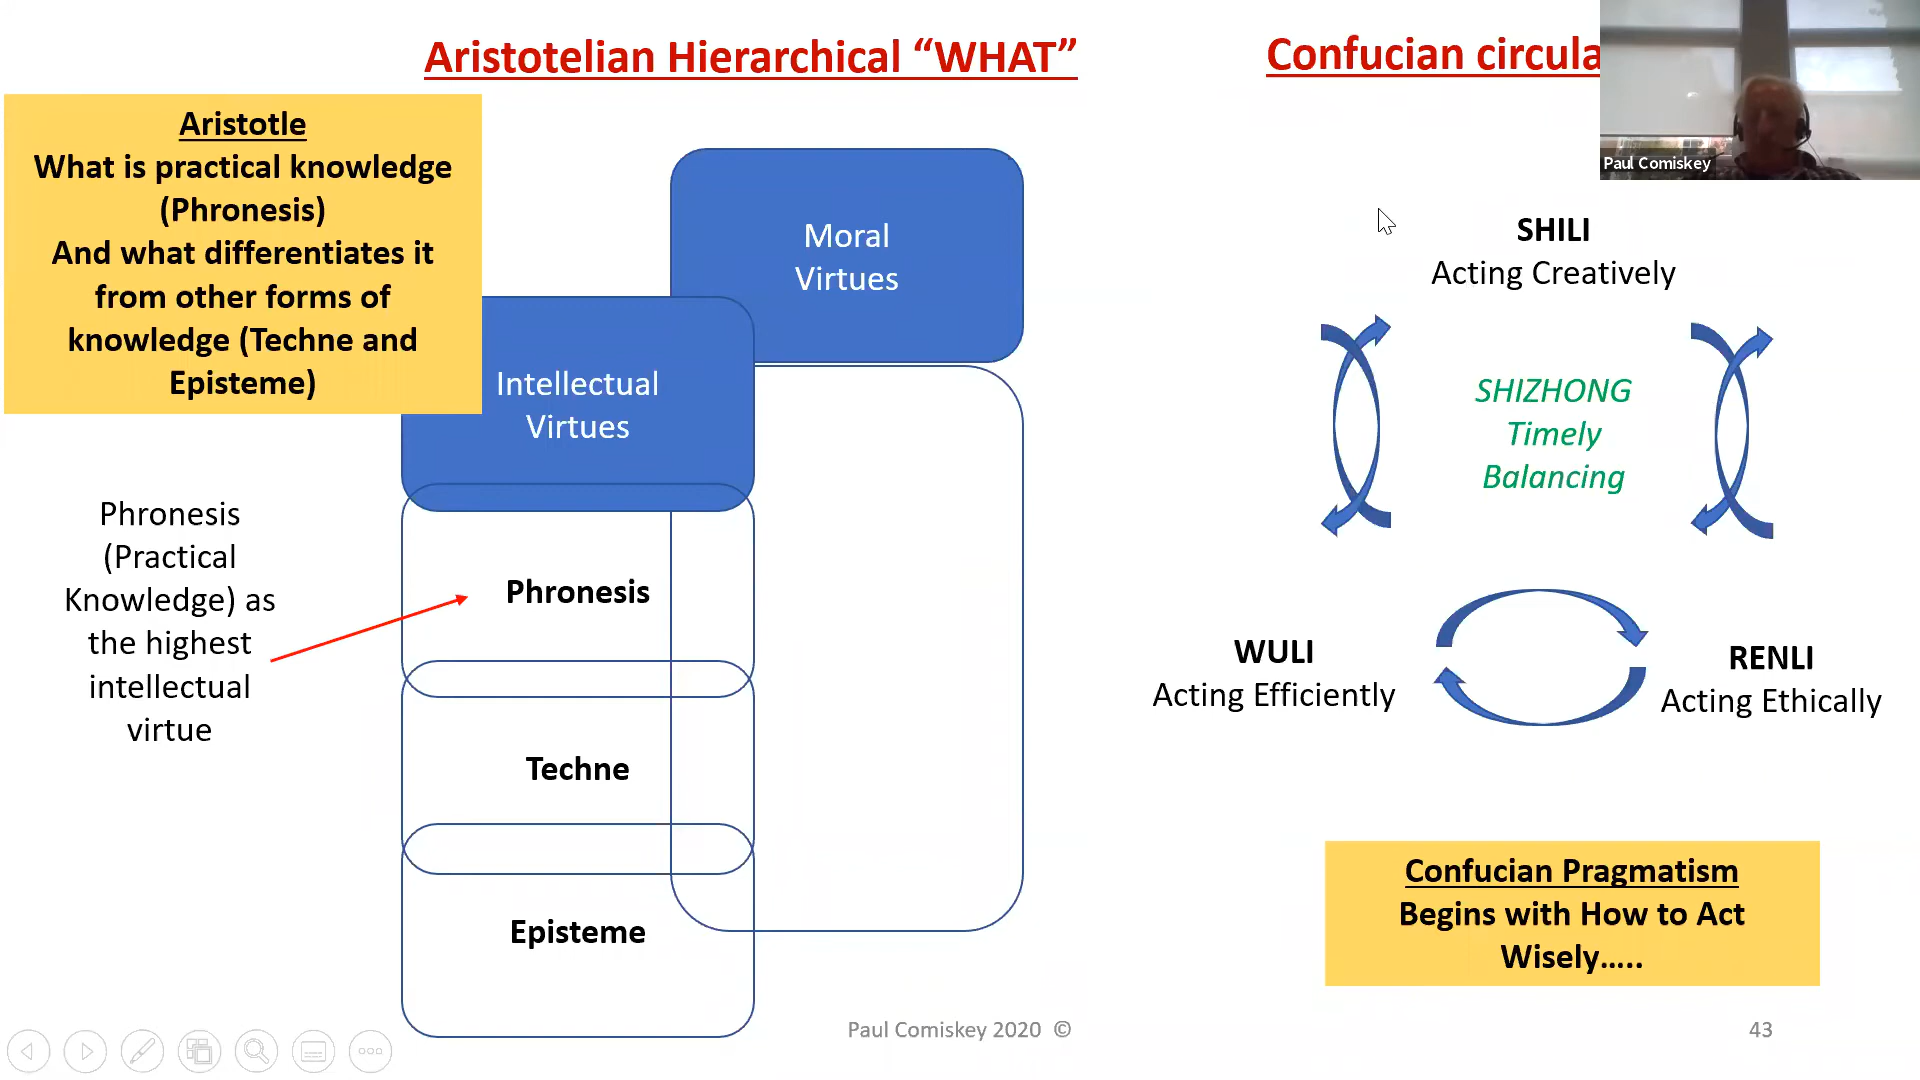 Aristotelian Hierarchical “WHAT”
Confucian circula
Paul Comiskey
Aristotle
What is practical knowledge
(Phronesis)
And what differentiates it
from other forms of
knowledge (Techne and
Episteme)
Moral
Virtues
Intellectual
Virtues
Phronesis
(Practical
Knowledge) as
the highest
intellectual
virtue
Phronesis
Techne
Episteme
SHILI
Acting Creatively
SHIZHONG
Timely
Balancing
WULI
Acting Efficiently
RENLI
Acting Ethically
Confucian Pragmatism
Begins with How to Act
Wisely.....
Paul Comiskey 2020 ©
43